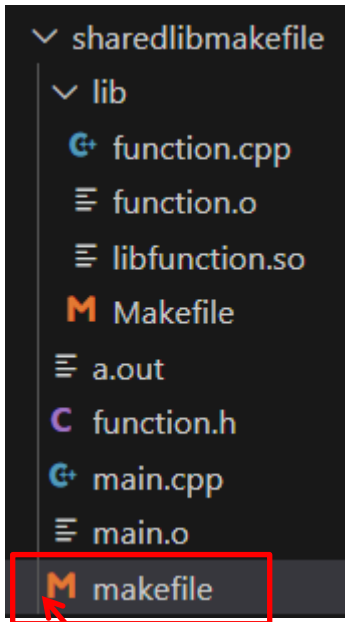 sharedlibmakefile
lib
function.cpp
function.o
libfunction.so
M Makefile
a.out
C function.h
main.cpp
main.o
M makefile